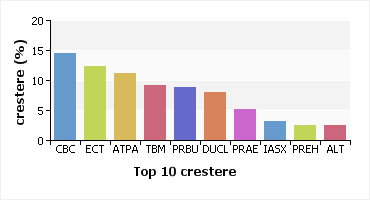 crestere (%)
20
15
10
5
0
CBC ECT ATPA TBM PRBU DUCL PRAE IASX PREH ALT
Top 10 crestere